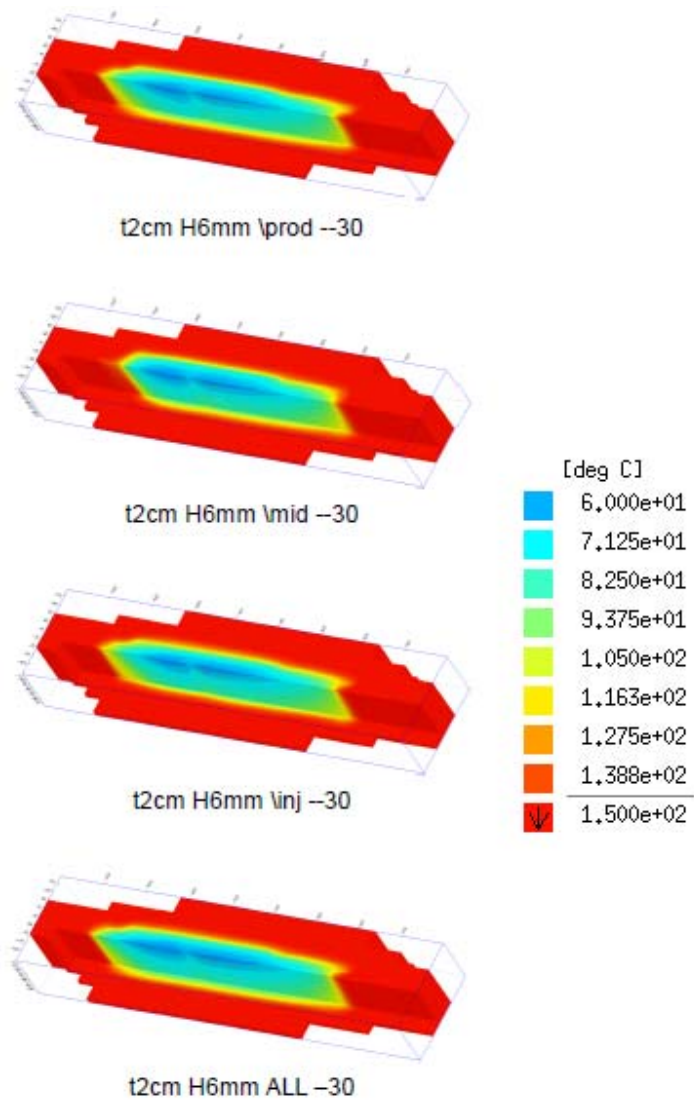 t2cm H6mm \prod --30
t2cm H6mm \mid --30
[deg C]
6.000e+01
7.125e+01
8.250e+01
9.375e+01
1.050e+02
1.163e+02
1.275e+02
1.388e+02
1.500e+02
t2cm H6mm \inj --30
t2cm H6mm ALL –30